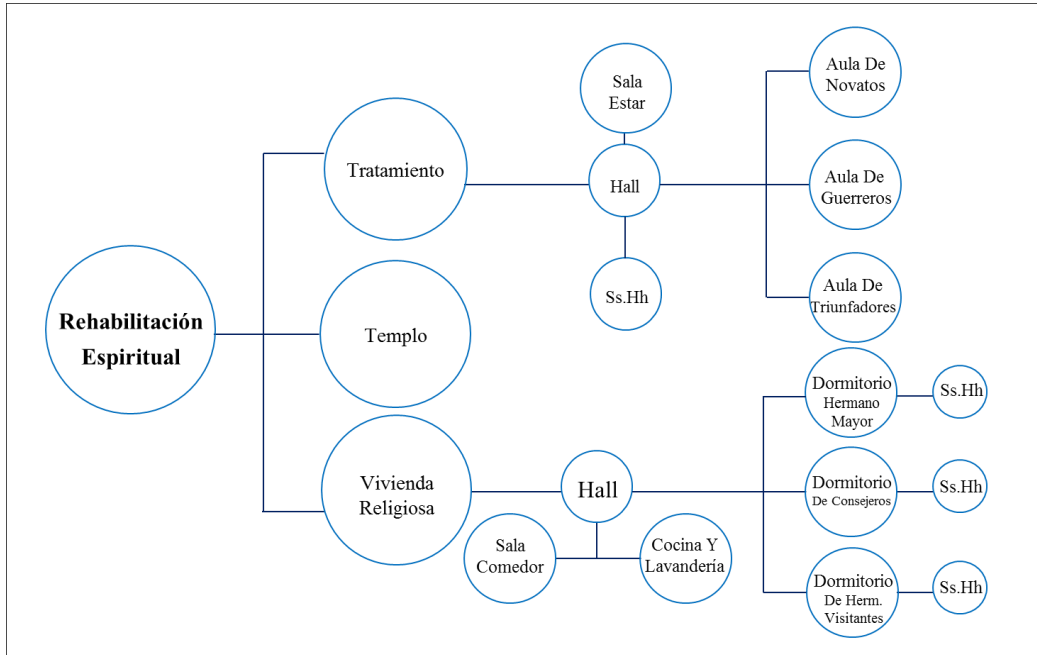 Rehabilitación
Espiritual
Tratamiento
Templo
Vivienda
Religiosa
Sala
Estar
Hall
Ss.Hh
Aula De
Novatos
Aula De
Guerreros
Aula De
Triunfadores
Hall
Sala
Comedor
Cocina Y
Lavandería
Dormitorio
Hermano
Mayor
Ss.Hh
Dormitorio
De Consejeros
Ss.Hh
Dormitorio
De Herm.
Visitantes
Ss.Hh